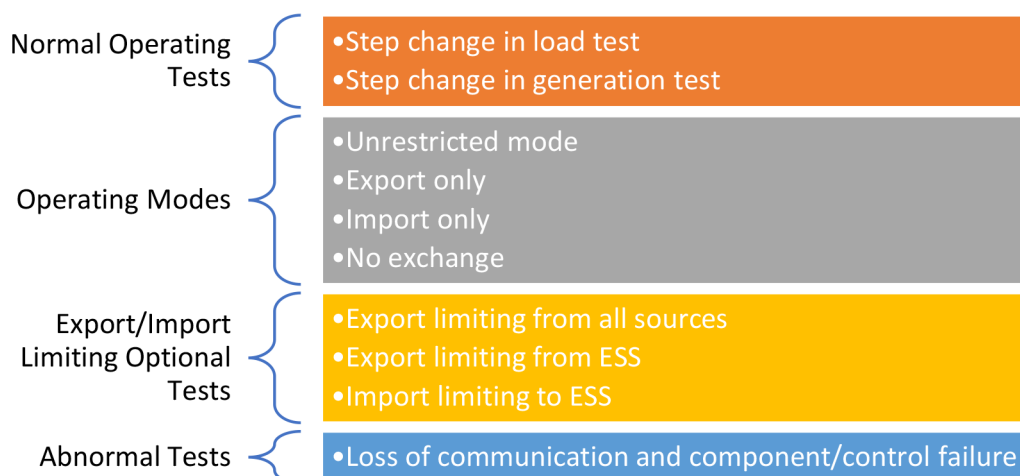 Normal Operating
Tests
•Step change in load test
•Step change in generation test
Operating Modes
•Unrestricted mode
•Export only
•Import only
•No exchange
Export/Import
Limiting Optional
Tests
•Export limiting from all sources
•Export limiting from ESS
•Import limiting to ESS
Abnormal Tests
•Loss of communication and component/control failure